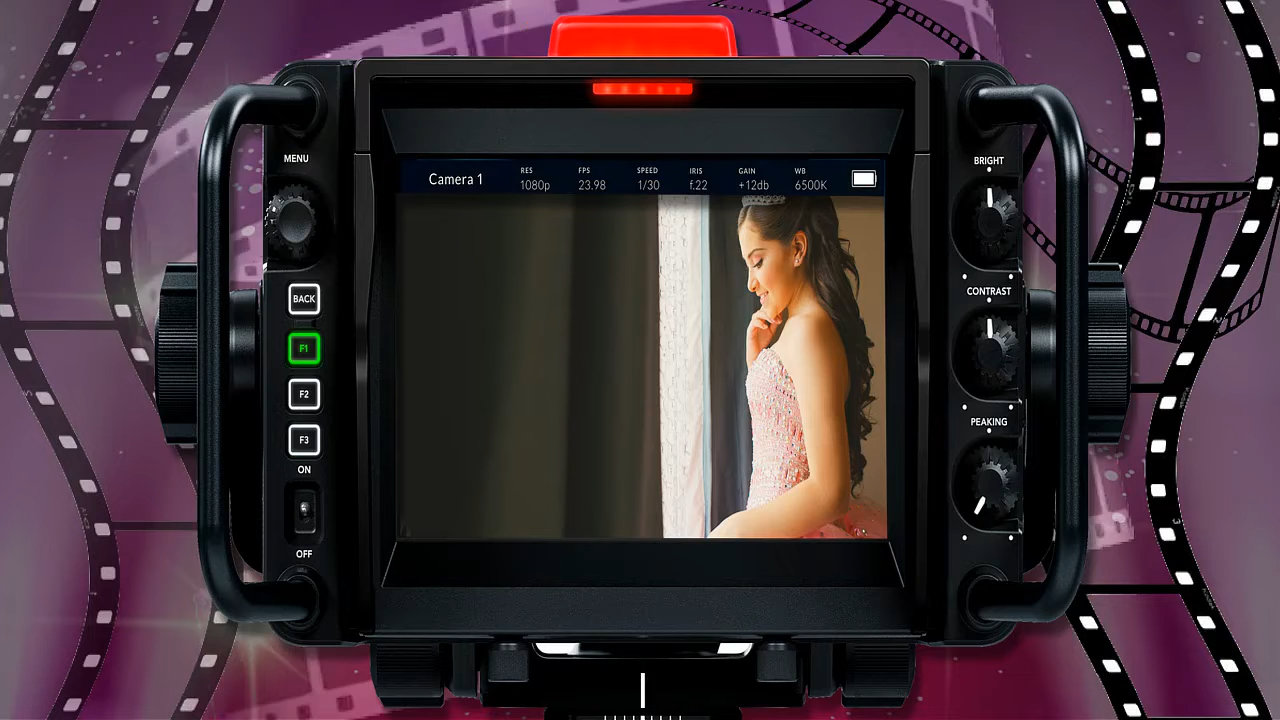 Camera 1
RES
1080p
FPS
23.98
SPEED
1/30
IRIS
f.22
GAIN
+12db
WB
6500K
MENU
BACK
F1
F2
F3
ON
OFF
BRIGHT
CONTRAST
PEAKING